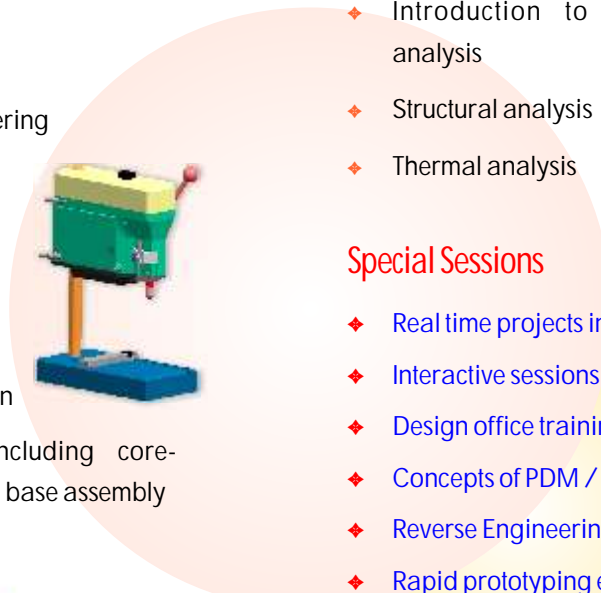 ering
n
ncluding core-
base assembly
Introduction to
analysis
Structural analysis
Thermal analysis
Special Sessions
Real time projects in
Interactive sessions
Design office trainin
Concepts of PDM /
Reverse Engineerin
Rapid prototyping e